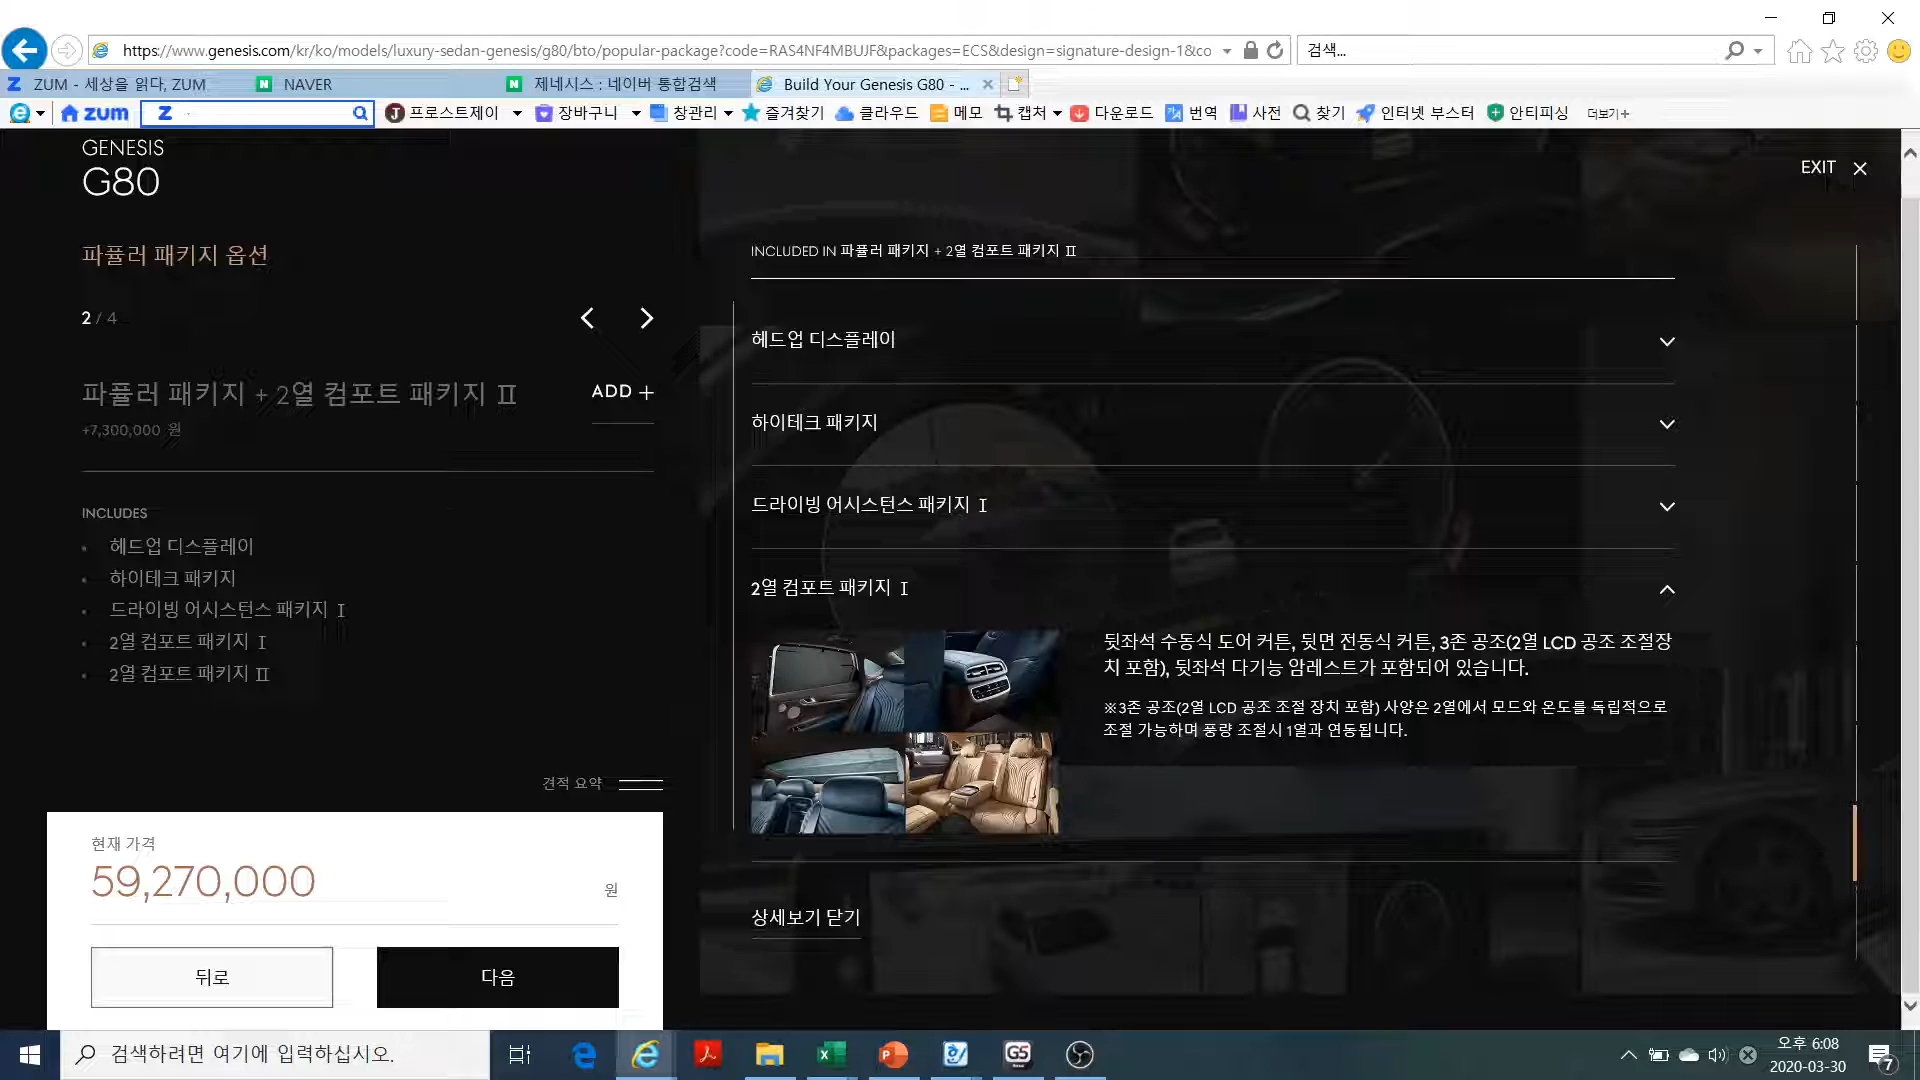 https://www.genesis.com/kr/ko/models/luxury-sedan-genesis/g80/bto/popular-package?code=RAS4NF4MBUJF&packages=ECS&design=signature-design-1&co
검색...
ZUM - 세상을 읽다, ZUM
NAVER
제네시스 : 네이버 통합검색
Build Your Genesis G80 - ...
zum
프로스트제이
장바구니
창관리
즐겨찾기
클라우드
메모
캡처
다운로드
번역
사전
찾기
인터넷 부스터
안티피싱
더보기+
GENESIS
G80
EXIT
파퓰러 패키지 옵션
2 / 4
파퓰러 패키지 + 2열 컴포트 패키지 Ⅱ
ADD +
+7,300,000 원
INCLUDES
헤드업 디스플레이
하이테크 패키지
드라이빙 어시스턴스 패키지 Ⅰ
2열 컴포트 패키지 Ⅰ
2열 컴포트 패키지 Ⅱ
견적 요약
현재 가격
59,270,000 원
뒤로
다음
INCLUDED IN 파퓰러 패키지 + 2열 컴포트 패키지 Ⅱ
헤드업 디스플레이
하이테크 패키지
드라이빙 어시스턴스 패키지 Ⅰ
2열 컴포트 패키지 Ⅰ
뒷좌석 수동식 도어 커튼, 뒷면 전동식 커튼, 3존 공조(2열 LCD 공조 조절장
치 포함), 뒷좌석 다기능 암레스트가 포함되어 있습니다.
※3존 공조(2열 LCD 공조 조절 장치 포함) 사양은 2열에서 모드와 온도를 독립적으로
조절 가능하며 풍량 조절시 1열과 연동됩니다.
상세보기 닫기
검색하려면 여기에 입력하십시오.
G5
오후 6:08
2020-03-30
7